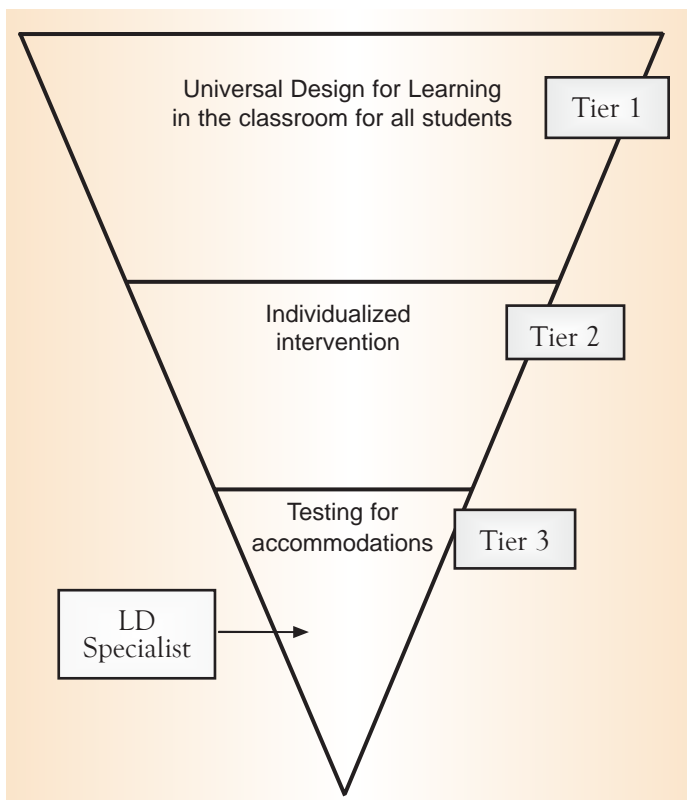 Universal Design for Learning
in the classroom for all students
Tier 1
Individualized
intervention
Tier 2
Testing for
accommodations
Tier 3
LD
Specialist